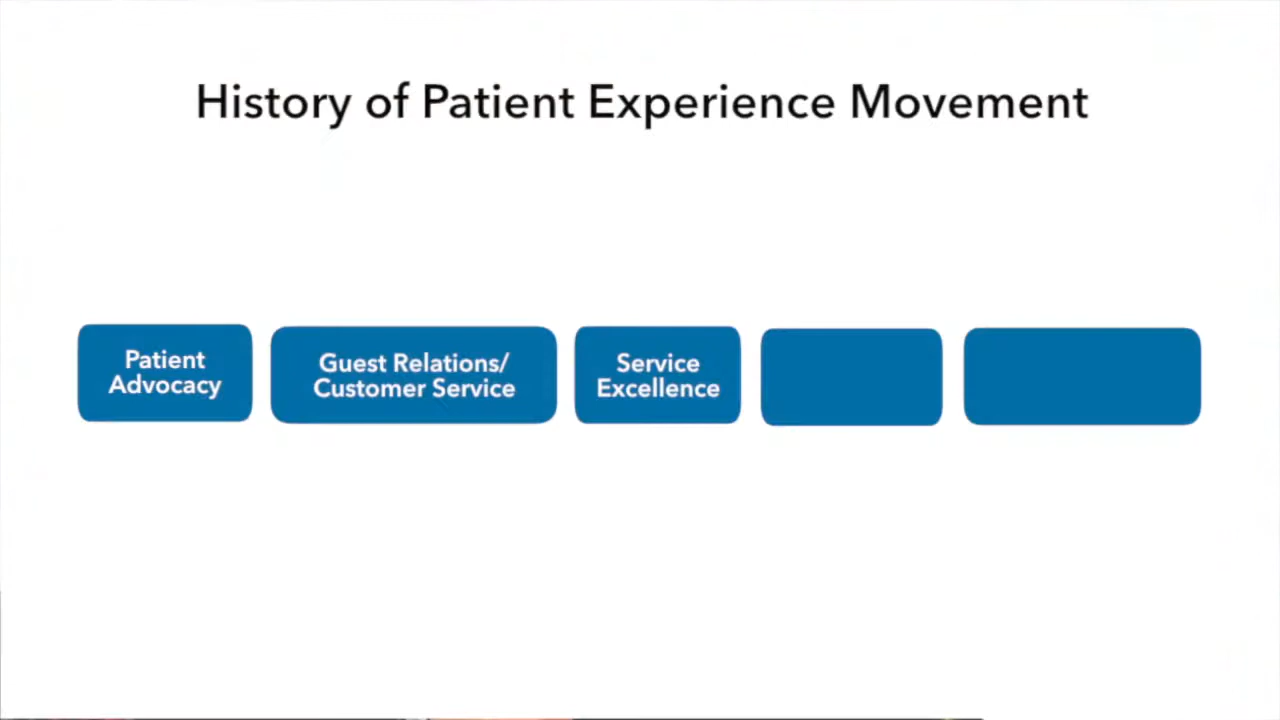 History of Patient Experience Movement
Patient
Advocacy
Guest Relations/
Customer Service
Service
Excellence